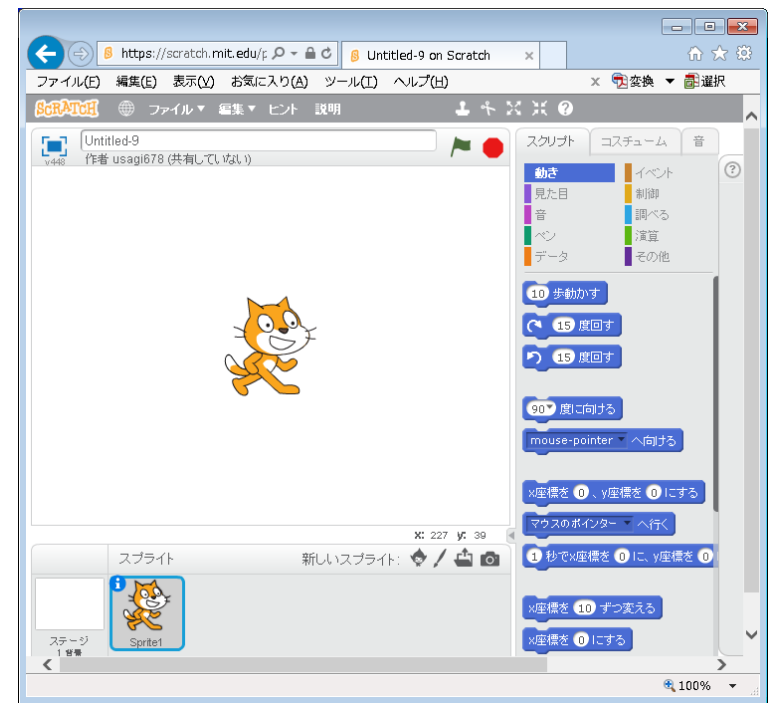 https://scratch.mit.edu/p
Untitled-9 on Scratch
ファイル(F) 編集(E) 表示(V) お気に入り(A) ツール(T) ヘルプ(H)
x 変換 ▼ 選択
SCRATCH ファイル▼ 編集▼ ヒント 説明
Untitled-9
v448 作者 usagi678 (共有していない)
スクリプト コスチューム 音
動き イベント
見た目 制御
音 調べる
ペン 演算
データ その他
10 歩動かす
15 度回す
15 度回す
90▼ 度に向ける
mouse-pointer へ向ける
x座標を 0 、y座標を 0 にする
マウスのポインター へ行く
1 秒でx座標を 0 に、y座標を 0
x座標を 10 ずつ変える
x座標を 0 にする
X: 227 y: 39
スプライト 新しいスプライト:
ステージ
1 背景
Sprite1
100%